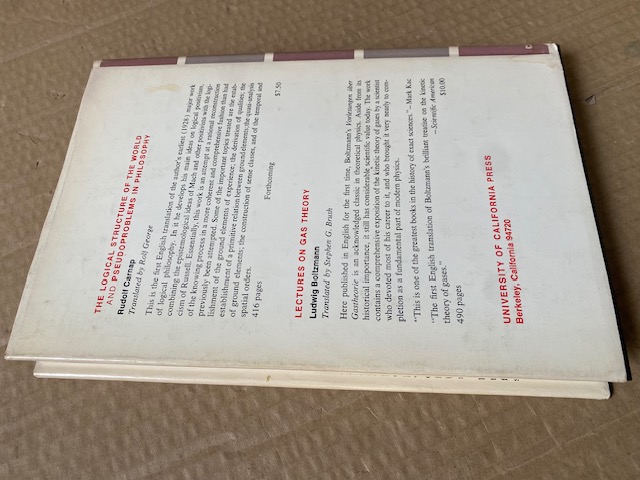 THE LOGICAL STRUCTURE OF THE WORLD
AND PSEUDOPROBLEMS IN PHILOSOPHY
Rudolf Carnap
Translated by Rolf George
This is the first English translation of the author's earliest (1928) major work
of logical philosophy. In it he develops his main ideas on logical positivism,
combining the epistemological ideas of Mach and other positivists with the logi-
cism of Russell. Essentially, this work is an attempt at a rational reconstruction
of the knowing process in a more coherent and comprehensive fashion than had
previously been attempted. Some of the important topics treated are the estab-
lishment of the ground elements of experience; the derivation of qualities; the
establishment of a primitive relation between ground elements; the quasi-analysis
of ground elements; the construction of sense classes, and of the temporal and
spatial orders.
416 pages Forthcoming $7.50
LECTURES ON GAS THEORY
Ludwig Boltzmann
Translated by Stephen G. Brush
Here published in English for the first time, Boltzmann's Vorlesungen über
Gastheorie is an acknowledged classic in theoretical physics. Aside from its
historical importance, it still has considerable scientific value today. The work
contains a comprehensive exposition of the kinetic theory of gases by a scientist
who devoted most of his career to it, and who brought it very nearly to com-
pletion as a fundamental part of modern physics.
"This is one of the greatest books in the history of exact sciences."—Mark Kac
"The first English translation of Boltzmann's brilliant treatise on the kinetic
theory of gases." —Scientific American
490 pages $10.00
UNIVERSITY OF CALIFORNIA PRESS
Berkeley, California 94720